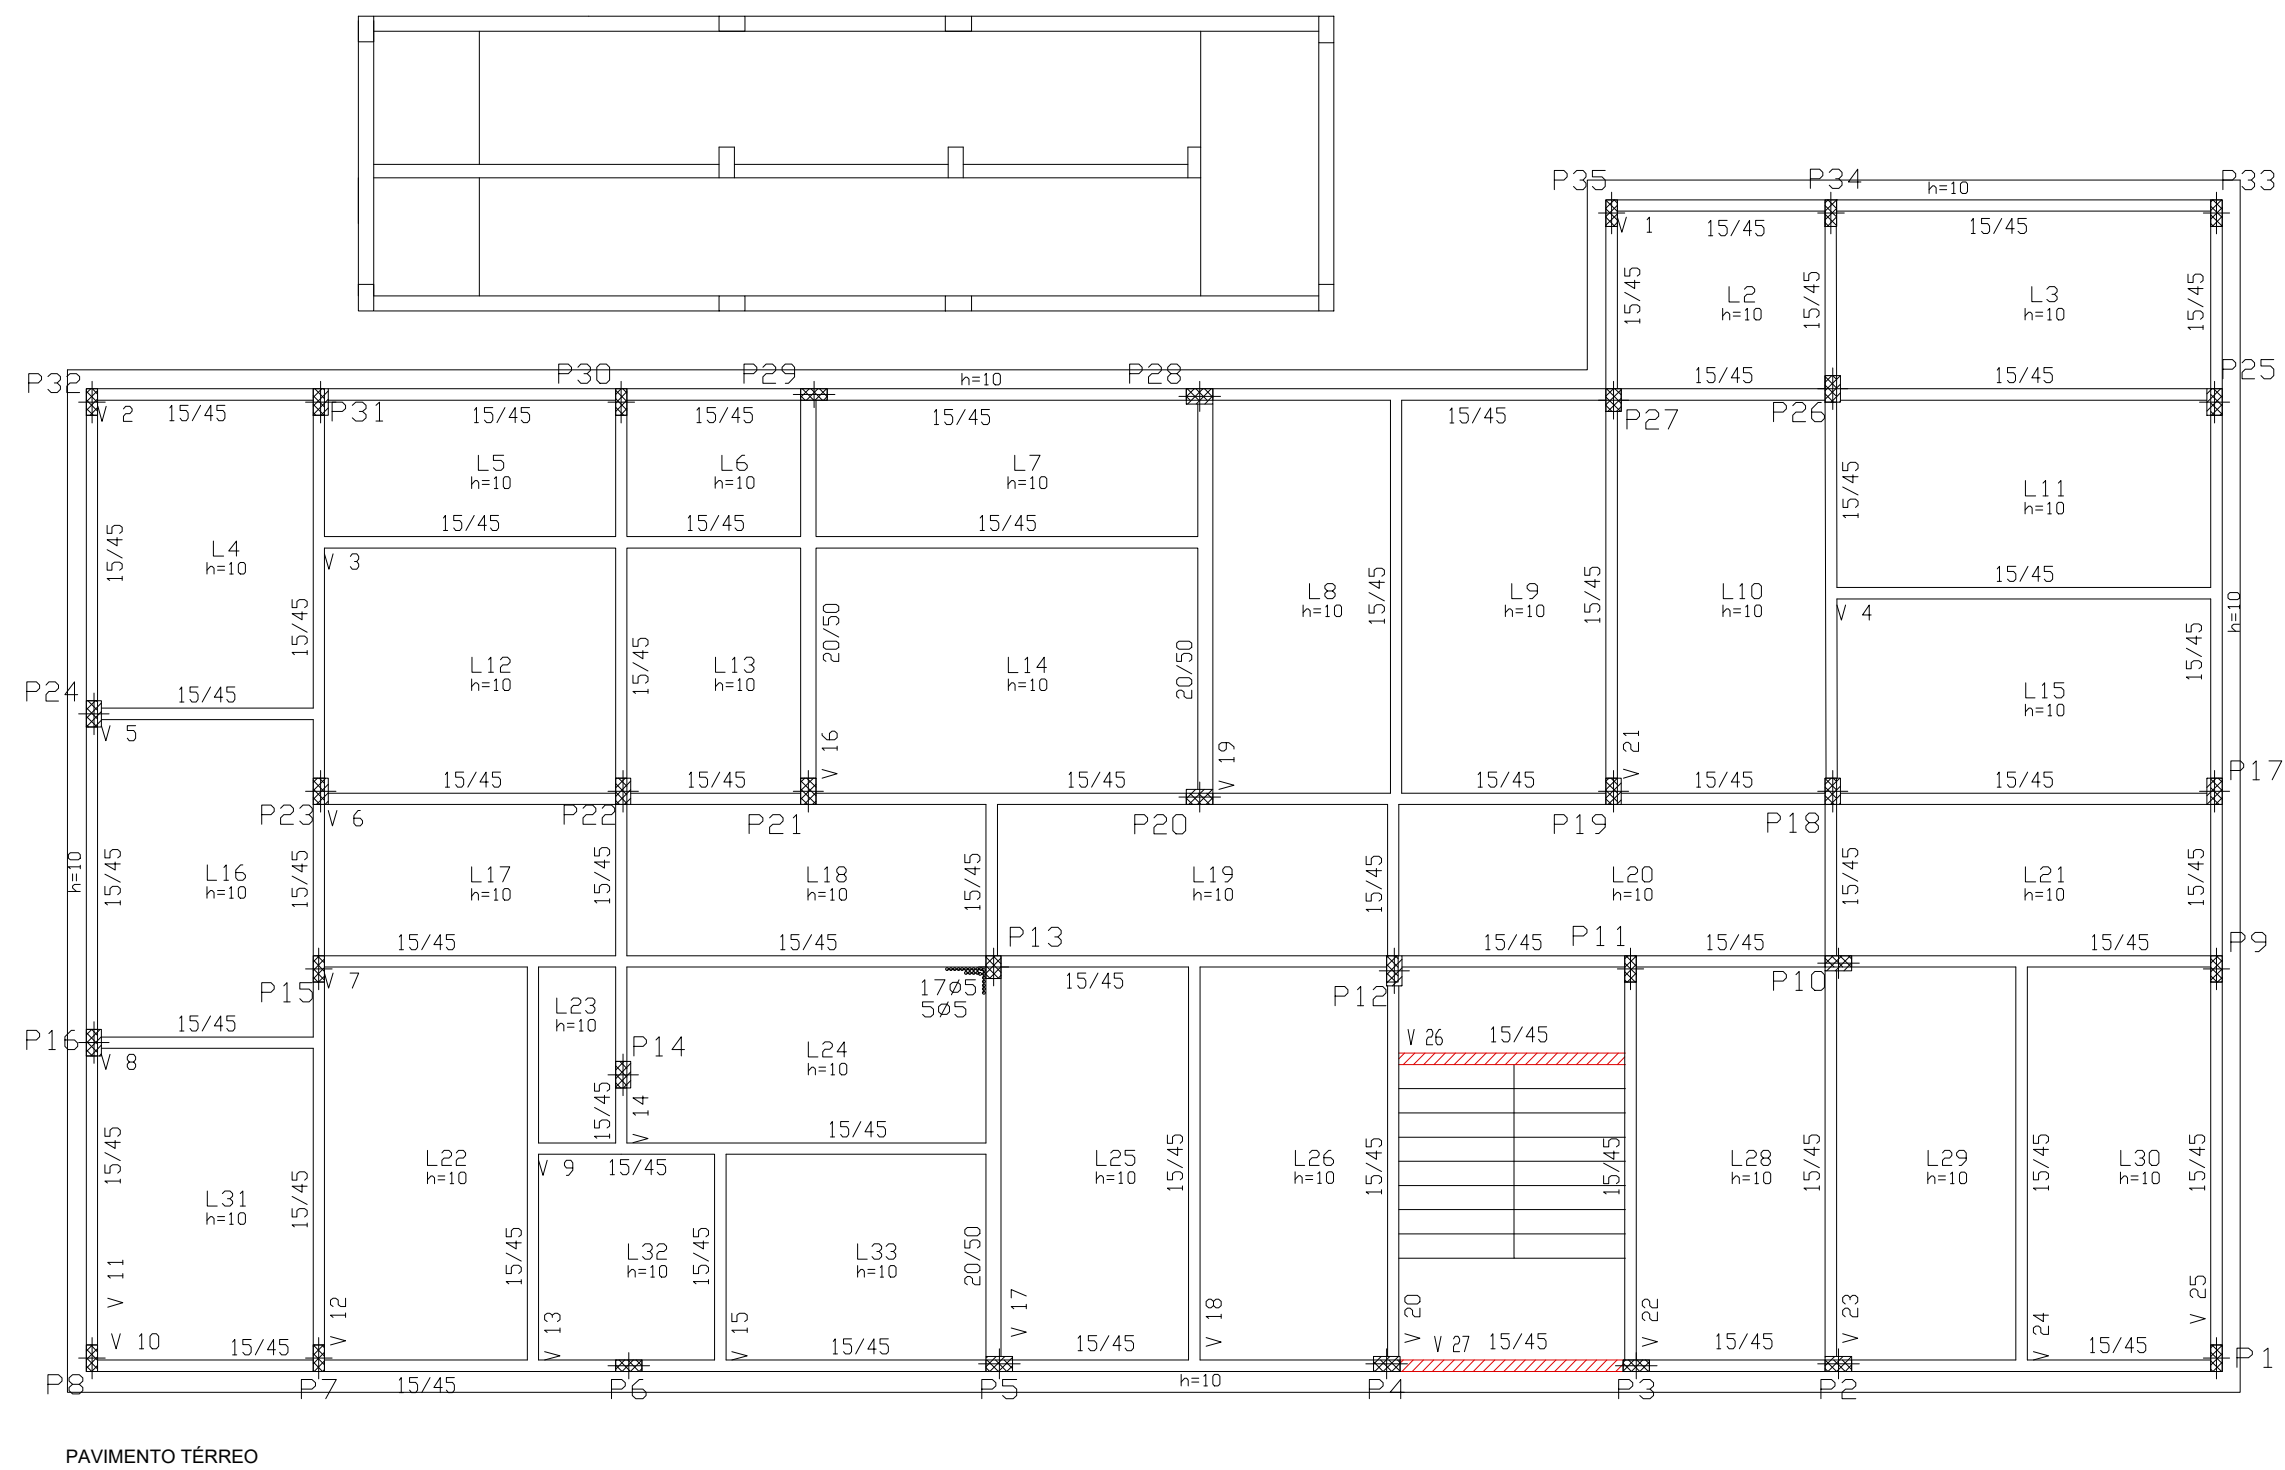 P35
P34
h=10
P33
V 1
15/45
15/45
15/45
15/45
15/45
L2
h=10
L3
h=10
P32
P30
P29
h=10
P28
15/45
15/45
P25
V 2
15/45
P31
15/45
15/45
15/45
15/45
P27
P26
L5
h=10
L6
h=10
L7
h=10
15/45
L11
h=10
15/45
15/45
15/45
15/45
L4
h=10
V 3
15/45
15/45
15/45
15/45
L8
h=10
L9
h=10
L10
h=10
V 4
h=10
15/45
20/50
L12
h=10
15/45
L13
h=10
L14
h=10
20/50
15/45
L15
h=10
P24
15/45
V 5
V 16
V 19
V 21
15/45
15/45
15/45
15/45
15/45
15/45
P17
P23
V 6
P22
P21
P20
P19
P18
h=10
15/45
L16
h=10
15/45
L17
h=10
15/45
L18
h=10
15/45
L19
h=10
15/45
L20
h=10
15/45
L21
h=10
15/45
15/45
15/45
P13
15/45
P11
15/45
15/45
P9
P15
V 7
17ø5
5ø5
15/45
P12
P10
P16
15/45
V 8
L23
h=10
P14
L24
h=10
V 26
15/45
15/45
V 14
15/45
15/45
V 9
15/45
L22
h=10
L25
h=10
15/45
L26
h=10
15/45
15/45
L28
h=10
15/45
L29
h=10
15/45
L30
h=10
15/45
L31
h=10
15/45
15/45
L32
h=10
15/45
L33
h=10
20/50
V 11
V 10
15/45
V 12
V 13
V 15
15/45
V 17
15/45
V 18
V 20
V 27
15/45
V 22
15/45
V 23
V 24
15/45
V 25
P1
P8
P7
15/45
P6
P5
h=10
P4
P3
P2
PAVIMENTO TÉRREO